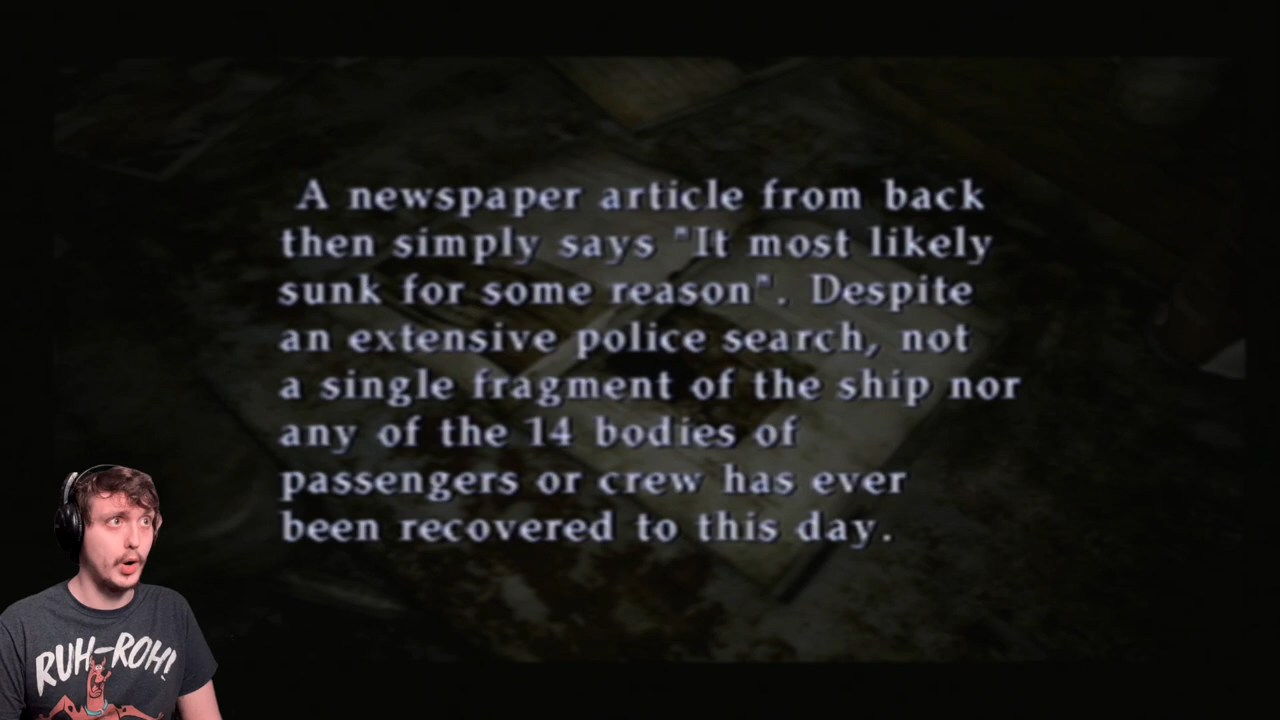 A newspaper article from back
then simply says "It most likely
sunk for some reason". Despite
an extensive police search, not
a single fragment of the ship nor
any of the 14 bodies of
passengers or crew has ever
been recovered to this day.
RUH-ROH!